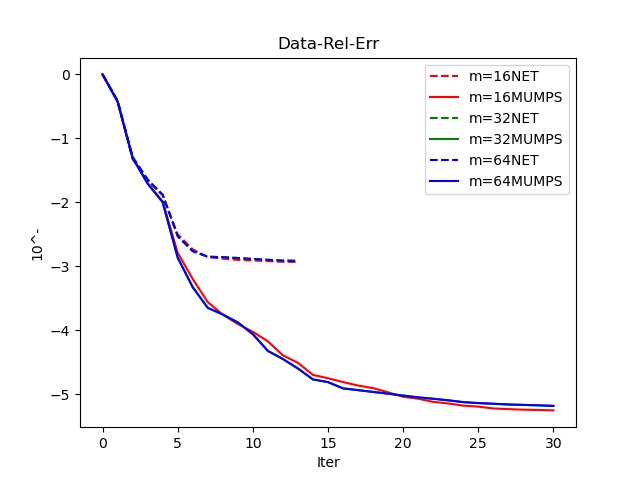 Data-Rel-Err
m=16NET
m=16MUMPS
m=32NET
m=32MUMPS
m=64NET
m=64MUMPS
0
−1
−2
−3
−4
−5
10^-
0 5 10 15 20 25 30
Iter